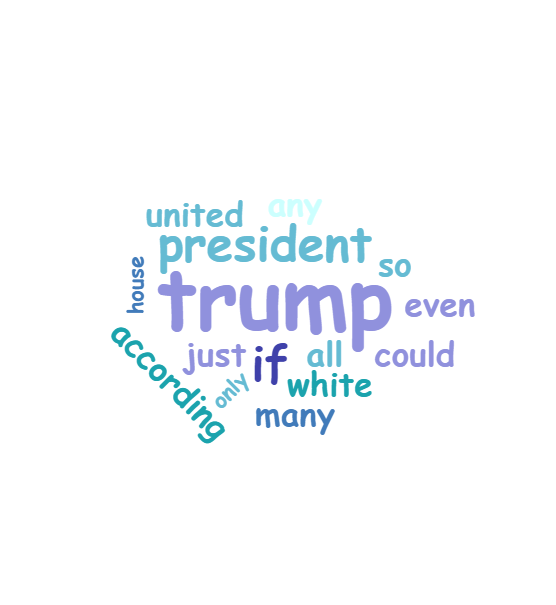 united
any
president
so
house
trump
even
according
just
if
all
could
only
white
many